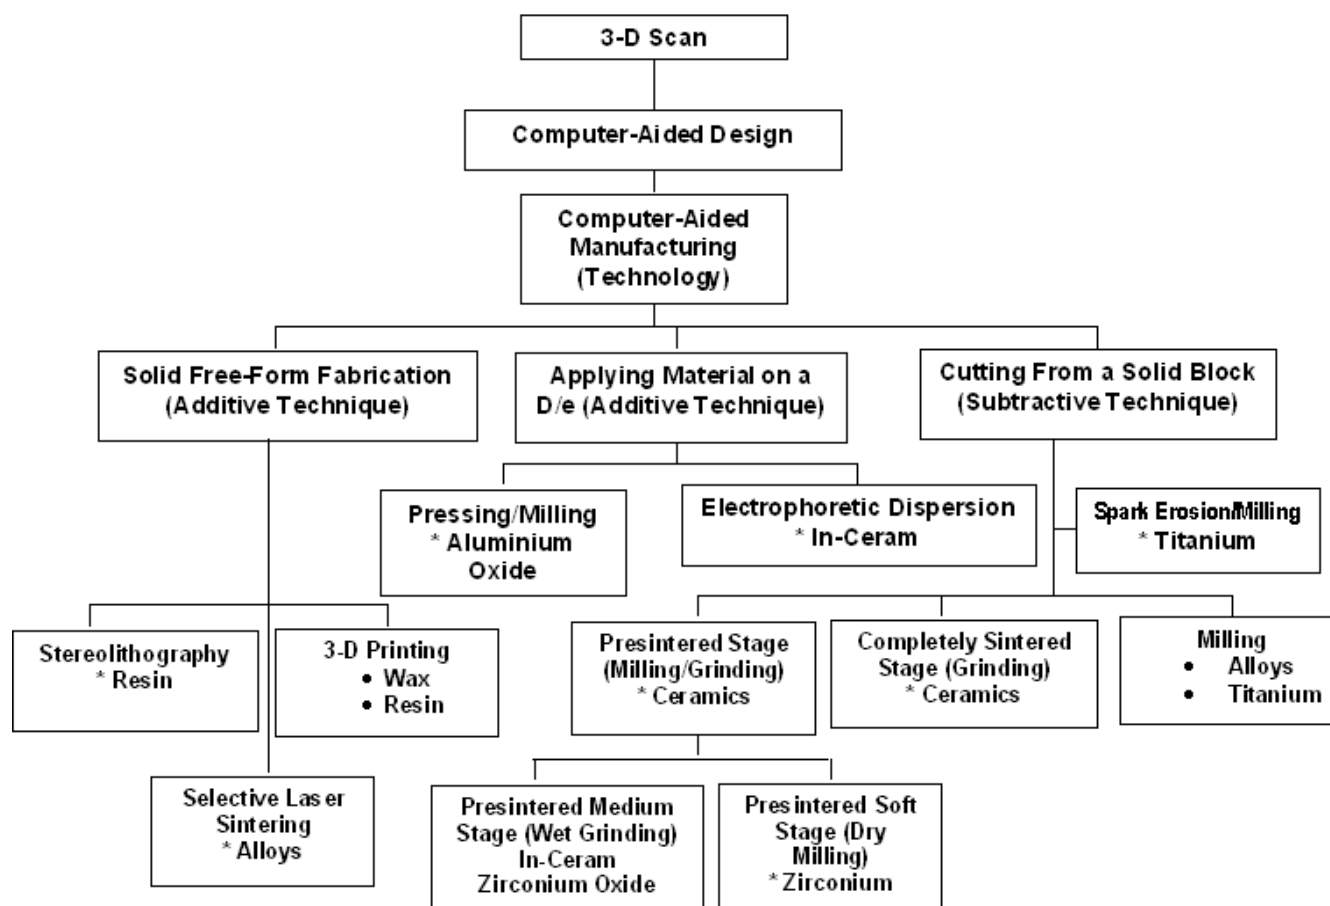 3-D Scan
Computer-Aided Design
Computer-Aided
Manufacturing
(Technology)
Solid Free-Form Fabrication
(Additive Technique)
Applying Material on a
D/e (Additive Technique)
Cutting From a Solid Block
(Subtractive Technique)
Pressing/Milling
* Aluminium
Oxide
Electrophoretic Dispersion
* In-Ceram
Spark Erosion/Milling
* Titanium
Stereolithography
* Resin
3-D Printing
• Wax
• Resin
Presintered Stage
(Milling/Grinding)
* Ceramics
Completely Sintered
Stage (Grinding)
* Ceramics
Milling
• Alloys
• Titanium
Selective Laser
Sintering
* Alloys
Presintered Medium
Stage (Wet Grinding)
In-Ceram
Zirconium Oxide
Presintered Soft
Stage (Dry
Milling)
* Zirconium